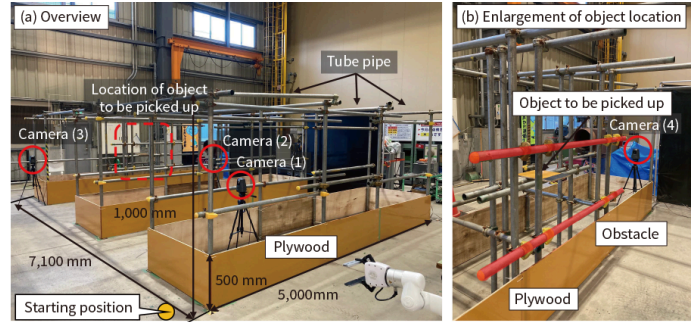 (a) Overview
Tube pipe
Location of object
to be picked up
Camera (3)
Camera (2)
Camera (1)
1,000 mm
Plywood
7,100 mm
500 mm
5,000mm
Starting position
(b) Enlargement of object location
Object to be picked up
Camera (4)
Obstacle
Plywood